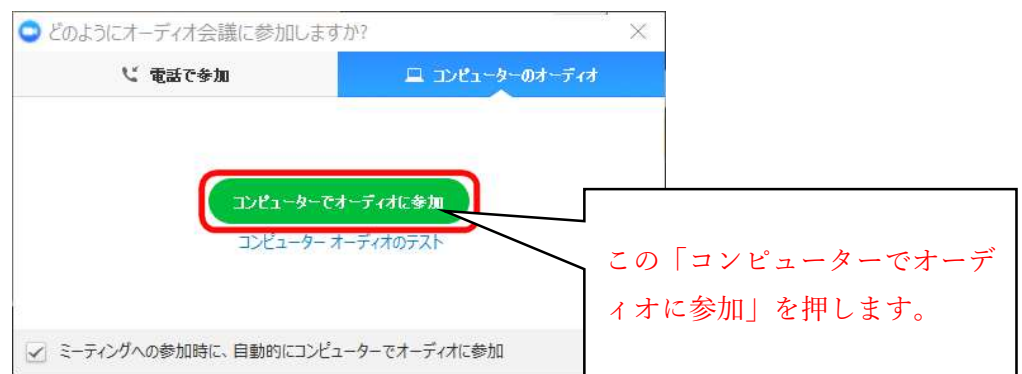 どのようにオーディオ会議に参加しますか?
電話で参加
コンピューターのオーディオ
コンピューターでオーディオに参加
コンピューター オーディオのテスト
この「コンピューターでオーデ
ィオに参加」を押します。
ミーティングへの参加時に、自動的にコンピューターでオーディオに参加